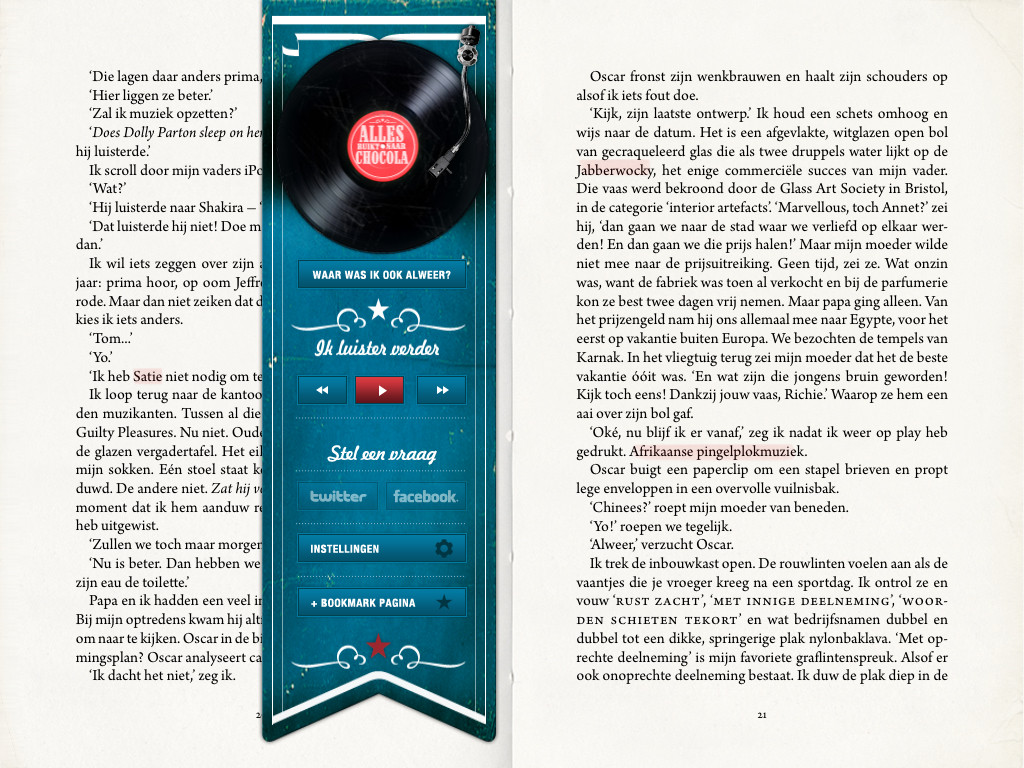 ‘Die lagen daar anders prima,
‘Hier liggen ze beter.’
‘Zal ik muziek opzetten?’
‘Does Dolly Parton sleep on her
hij luisterde.’
Ik scroll door mijn vaders iPo
‘Wat?’
‘Hij luisterde naar Shakira – ‘
‘Dat luisterde hij niet! Doe m
dan.’
Ik wil iets zeggen over zijn
jaar: prima hoor, op oom Jeffr
rode. Maar dan niet zeiken dat d
kies ik iets anders.
‘Tom...’
‘Yo.’
‘Ik heb Satie niet nodig om te
Ik loop terug naar de kantoo
den muzikanten. Tussen al die
Guilty Pleasures. Nu niet. Oude
de glazen vergadertafel. Het eil
mijn sokken. Eén stoel staat k
duwd. De andere niet. Zat hij ve
moment dat ik hem aanduw re
heb uitgewist.
‘Zullen we toch maar morgen
‘Nu is beter. Dan hebben we
zijn eau de toilette.’
Papa en ik hadden een veel in
Bij mijn optredens kwam hij alti
om naar te kijken. Oscar in de bi
mingsplan? Oscar analyseert ca
‘Ik dacht het niet,’ zeg ik.
2
ALLES
RUIKT NAAR
CHOCOLA
WAAR WAS IK OOK ALWEER?
Ik luister verder
Stel een vraag
twitter facebook.
INSTELLINGEN
+ BOOKMARK PAGINA
Oscar fronst zijn wenkbrauwen en haalt zijn schouders op
alsof ik iets fout doe.
‘Kijk, zijn laatste ontwerp.’ Ik houd een schets omhoog en
wijs naar de datum. Het is een afgevlakte, witglazen open bol
van gecraqueleerd glas die als twee druppels water lijkt op de
Jabberwocky, het enige commerciële succes van mijn vader.
Die vaas werd bekroond door de Glass Art Society in Bristol,
in de categorie ‘interior artefacts’. ‘Marvellous, toch Annet?’ zei
hij, ‘dan gaan we naar de stad waar we verliefd op elkaar wer-
den! En dan gaan we die prijs halen!’ Maar mijn moeder wilde
niet mee naar de prijsuitreiking. Geen tijd, zei ze. Wat onzin
was, want de fabriek was toen al verkocht en bij de parfumerie
kon ze best twee dagen vrij nemen. Maar papa ging alleen. Van
het prijzengeld nam hij ons allemaal mee naar Egypte, voor het
eerst op vakantie buiten Europa. We bezochten de tempels van
Karnak. In het vliegtuig terug zei mijn moeder dat het de beste
vakantie óóit was. ‘En wat zijn die jongens bruin geworden!
Kijk toch eens! Dankzij jouw vaas, Richie.’ Waarop ze hem een
aai over zijn bol gaf.
‘Oké, nu blijf ik er vanaf,’ zeg ik nadat ik weer op play heb
gedrukt. Afrikaanse pingelplokmuziek.
Oscar buigt een paperclip om een stapel brieven en propt
lege enveloppen in een overvolle vuilnisbak.
‘Chinees?’ roept mijn moeder van beneden.
‘Yo!’ roepen we tegelijk.
‘Alweer,’ verzucht Oscar.
Ik trek de inbouwkast open. De rouwlinten voelen aan als de
vaantjes die je vroeger kreeg na een sportdag. Ik ontrol ze en
vouw ‘RUST ZACHT’, ‘MET INNIGE DEELNEMING’, ‘WOOR-
DEN SCHIETEN TEKORT’ en wat bedrijfsnamen dubbel en
dubbel tot een dikke, springerige plak nylonbaklava. ‘Met op-
rechte deelneming’ is mijn favoriete graflintenspreuk. Alsof er
ook onoprechte deelneming bestaat. Ik duw de plak diep in de
21